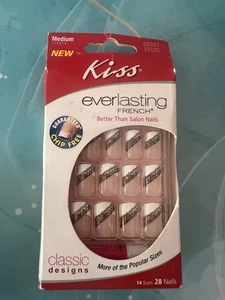 Medium
NEW
Kiss
everlasting
FRENCH®
Better Than Salon Nails
GUARANTEED
CHIP
FREE
classic
designs
More of the Popular Sizes
14 Sizes 28 Nails